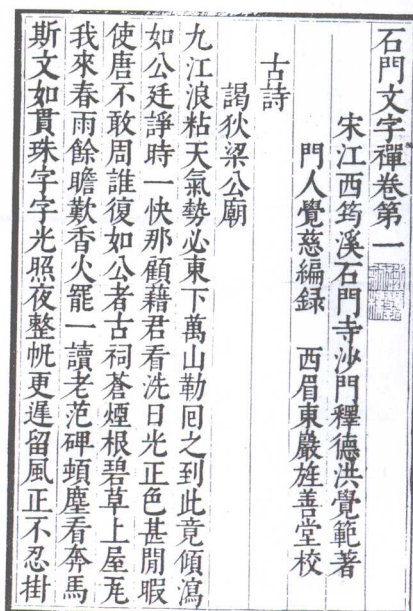 石門文字禪卷第一
宋江西筠溪石門寺沙門釋德洪覺範著
門人覺慈編録　西眉東巖旌善堂校
古詩
謁狄梁公廟
九江浪粘天氣勢必東下萬山勒回之到此竟傾瀉
如公廷諍時一快那顧藉君看洗日光正色甚閒暇
使唐不敢周誰復如公者古祠蒼煙根碧草上屋瓦
我來春雨餘瞻歎香火罷一讀老范碑頓塵看奔馬
斯文如貫珠字字光照夜整帆更遲留風正不忍掛